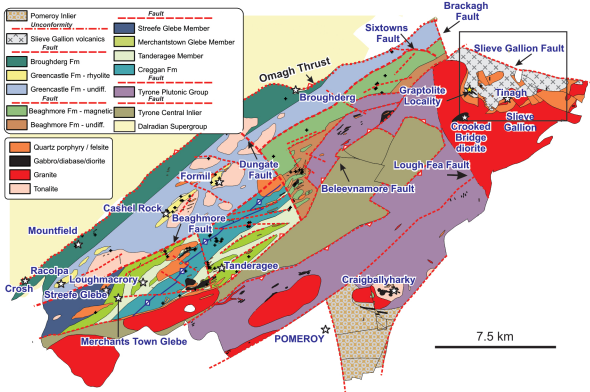 Pomeroy Inlier
Unconformity
Slieve Gallion volcanics
Fault
Broughderg Fm
Greencastle Fm - rhyolite
Greencastle Fm - undiff.
Fault
Beaghmore Fm - magnetic
Beaghmore Fm - undiff.
Fault
Streefe Glebe Member
Merchantstown Glebe Member
Tanderagee Member
Creggan Fm
Fault
Tyrone Plutonic Group
Fault
Tyrone Central Inlier
Dalradian Supergroup
Quartz porphyry / felsite
Gabbro/diabase/diorite
Granite
Tonalite
Brackagh
Fault
Sixtowns
Fault
Slieve Gallion Fault
Omagh Thrust
Broughderg
Graptolite
Locality
Tinagh
Slieve
Gallion
Crooked
Bridge
diorite
Lough Fea Fault
Dungate
Fault
Formil
Beleevnamore Fault
Cashel Rock
Beaghmore
Fault
Mountfield
Tanderagee
Racolpa
Loughmacrory
Crosh
Streefe Glebe
Craigballyharky
Merchants Town Glebe
POMEROY
7.5 km